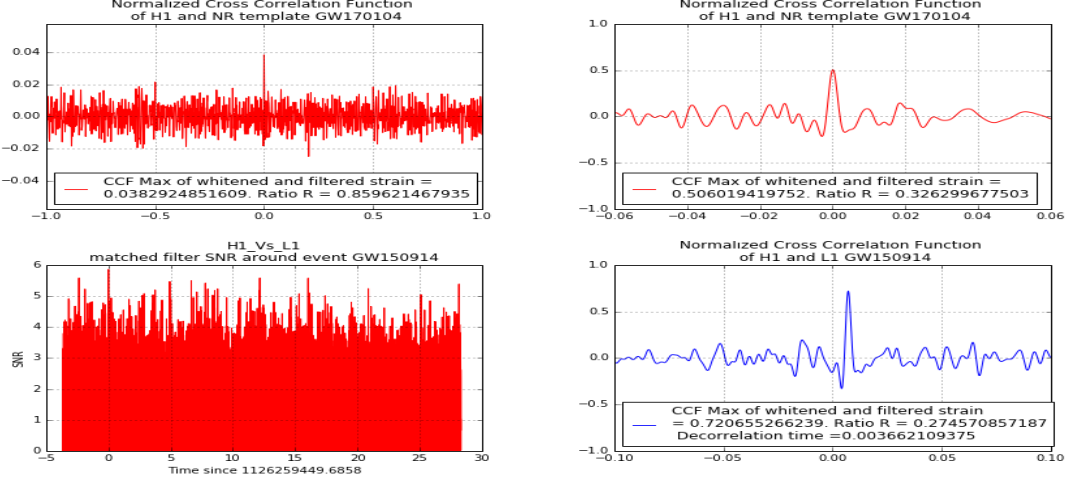 Normalized Cross Correlation Function
of H1 and NR template GW170104
0.04
0.02
0.00
−0.02
−0.04
CCF Max of whitened and filtered strain =
0.0382924851609. Ratio R = 0.859621467935
−1.0 −0.5 0.0 0.5 1.0
Normalized Cross Correlation Function
of H1 and NR template GW170104
1.0
0.5
0.0
−0.5
−1.0
CCF Max of whitened and filtered strain =
0.506019419752. Ratio R = 0.326299677503
−0.06 −0.04 −0.02 0.00 0.02 0.04 0.06
H1_Vs_L1
matched filter SNR around event GW150914
SNR
6
5
4
3
2
1
0
−5 0 5 10 15 20 25 30
Time since 1126259449.6858
Normalized Cross Correlation Function
of H1 and L1 GW150914
1.0
0.5
0.0
−0.5
−1.0
CCF Max of whitened and filtered strain
= 0.720655266239. Ratio R = 0.274570857187
Decorrelation time =0.003662109375
−0.10 −0.05 0.00 0.05 0.10